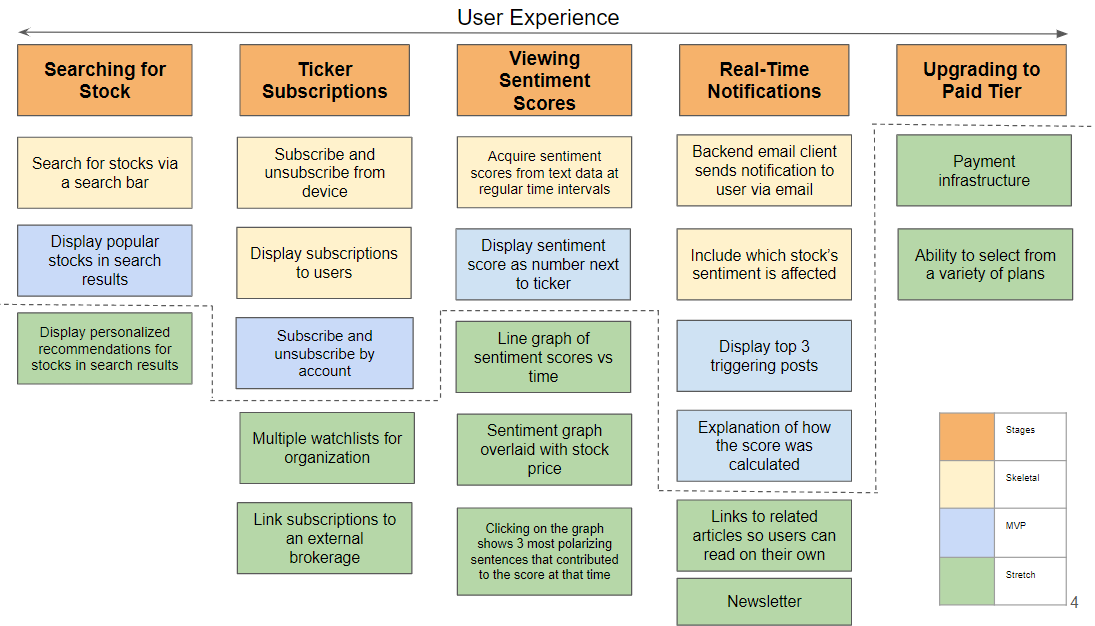 User Experience
Searching for
Stock
Ticker
Subscriptions
Viewing
Sentiment
Scores
Real-Time
Notifications
Upgrading to
Paid Tier
Search for stocks via
a search bar
Subscribe and
unsubscribe from
device
Acquire sentiment
scores from text data at
regular time intervals
Backend email client
sends notification to
user via email
Payment
infrastructure
Display popular
stocks in search
results
Display subscriptions
to users
Display sentiment
score as number next
to ticker
Include which stock's
sentiment is affected
Ability to select from
a variety of plans
Display personalized
recommendations for
stocks in search results
Subscribe and
unsubscribe by
account
Line graph of
sentiment scores vs
time
Display top 3
triggering posts
Multiple watchlists for
organization
Sentiment graph
overlaid with stock
price
Explanation of how
the score was
calculated
Link subscriptions to
an external
brokerage
Clicking on the graph
shows 3 most polarizing
sentences that contributed
to the score at that time
Links to related
articles so users can
read on their own
Newsletter
Stages
Skeletal
MVP
Stretch
4